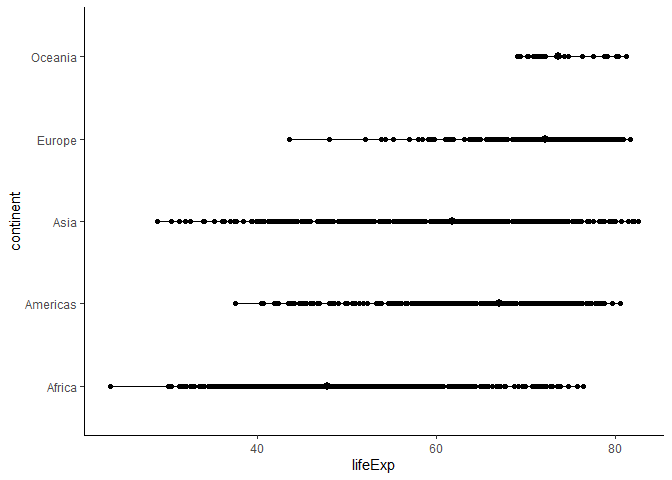 Oceania
Europe
Asia
Americas
Africa
continent
40 60 80
lifeExp